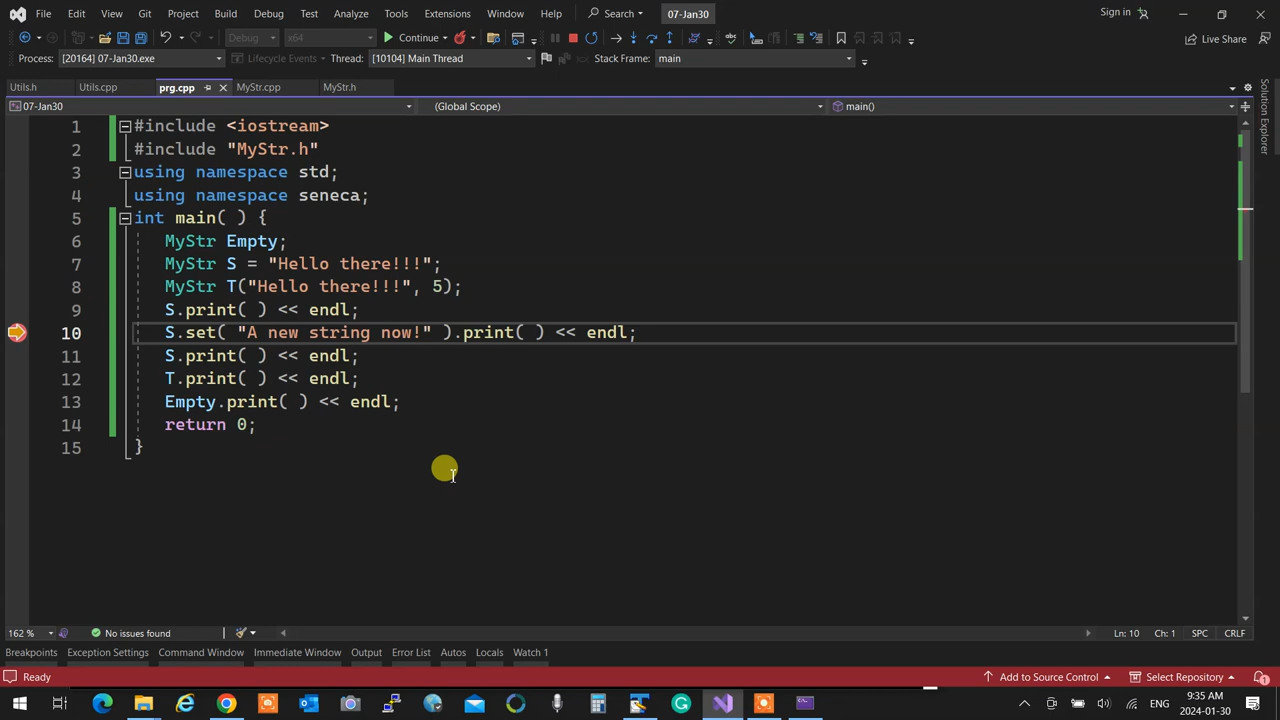 File Edit View Git Project Build Debug Test Analyze Tools Extensions Window Help Search 07-Jan30 Sign in
Debug x64 Continue Live Share
Process: [20164] 07-Jan30.exe Lifecycle Events Thread: [10104] Main Thread Stack Frame: main
Utils.h Utils.cpp prg.cpp MyStr.cpp MyStr.h
07-Jan30 (Global Scope) main()
Solution Explorer
1 #include <iostream>
2 #include "MyStr.h"
3 using namespace std;
4 using namespace seneca;
5 int main( ) {
6 MyStr Empty;
7 MyStr S = "Hello there!!!";
8 MyStr T("Hello there!!!", 5);
9 S.print( ) << endl;
10 S.set( "A new string now!" ).print( ) << endl;
11 S.print( ) << endl;
12 T.print( ) << endl;
13 Empty.print( ) << endl;
14 return 0;
15 }
162 % No issues found Ln: 10 Ch: 1 SPC CRLF
Breakpoints Exception Settings Command Window Immediate Window Output Error List Autos Locals Watch 1
Ready Add to Source Control Select Repository 1
ENG 9:35 AM
2024-01-30